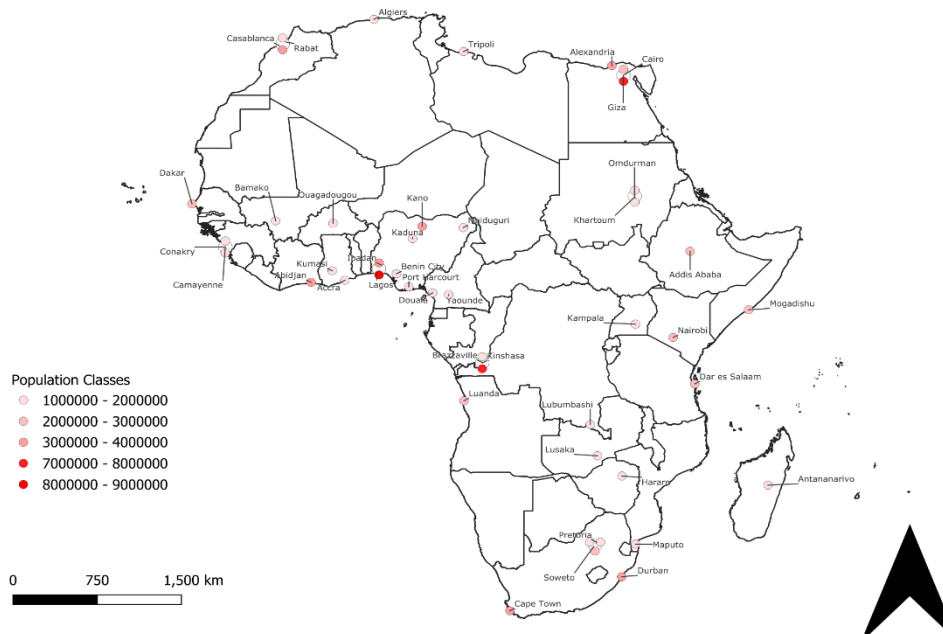 Algiers
Casablanca
Rabat
Tripoli
Alexandria
Cairo
Giza
Omdurman
Dakar
Bamako
Ouagadougou
Kano
Maiduguri
Khartoum
Kaduna
Conakry
Kumasi
Ibadan
Benin City
Addis Ababa
Camayenne
Abidjan
Accra
Lagos
Port Harcourt
Douala
Yaounde
Mogadishu
Kampala
Nairobi
Brazzaville
Kinshasa
Population Classes
1000000 - 2000000
2000000 - 3000000
3000000 - 4000000
7000000 - 8000000
8000000 - 9000000
Dar es Salaam
Luanda
Lubumbashi
Lusaka
Harare
Antananarivo
Pretoria
Maputo
Soweto
Durban
0 750 1,500 km
Cape Town